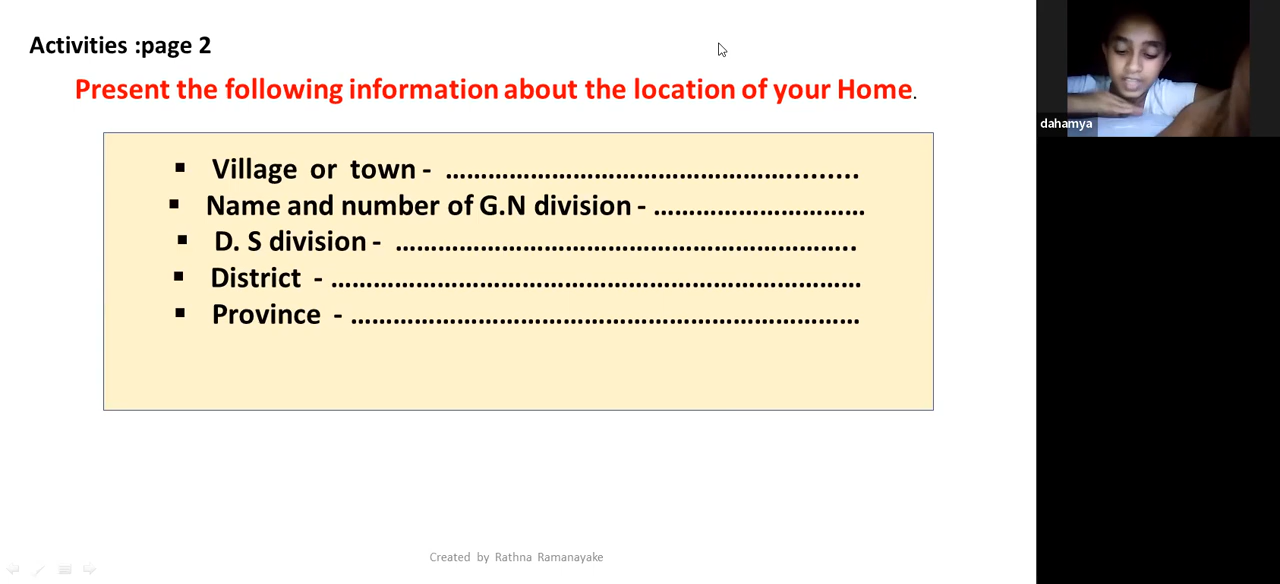 Activities :page 2
Present the following information about the location of your Home.
▪ Village or town - ……………………………………………………
▪ Name and number of G.N division - …………………………
▪ D. S division - ………………………………………………………..
▪ District - …………………………………………………………………
▪ Province - ………………………………………………………………
Created by Rathna Ramanayake
dahamya